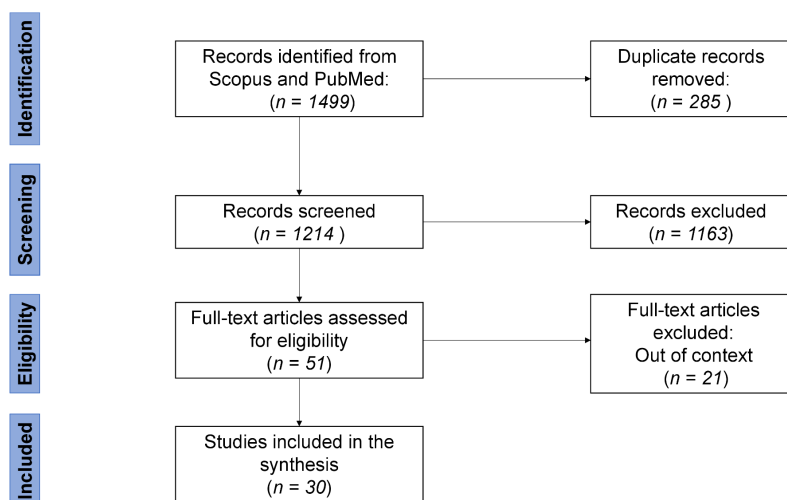 Identification
Records identified from
Scopus and PubMed:
(n = 1499)
Duplicate records
removed:
(n = 285 )
Screening
Records screened
(n = 1214 )
Records excluded
(n = 1163)
Eligibility
Full-text articles assessed
for eligibility
(n = 51)
Full-text articles
excluded:
Out of context
(n = 21)
Included
Studies included in the
synthesis
(n = 30)